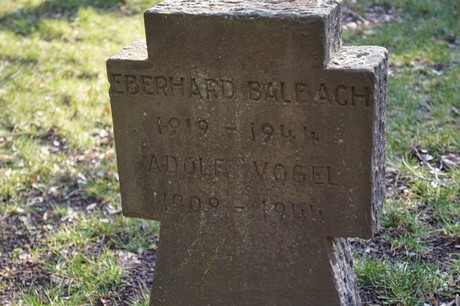 EBERHARD BALBACH
1919 - 1944
ADOLF VOGEL
1909 - 1944